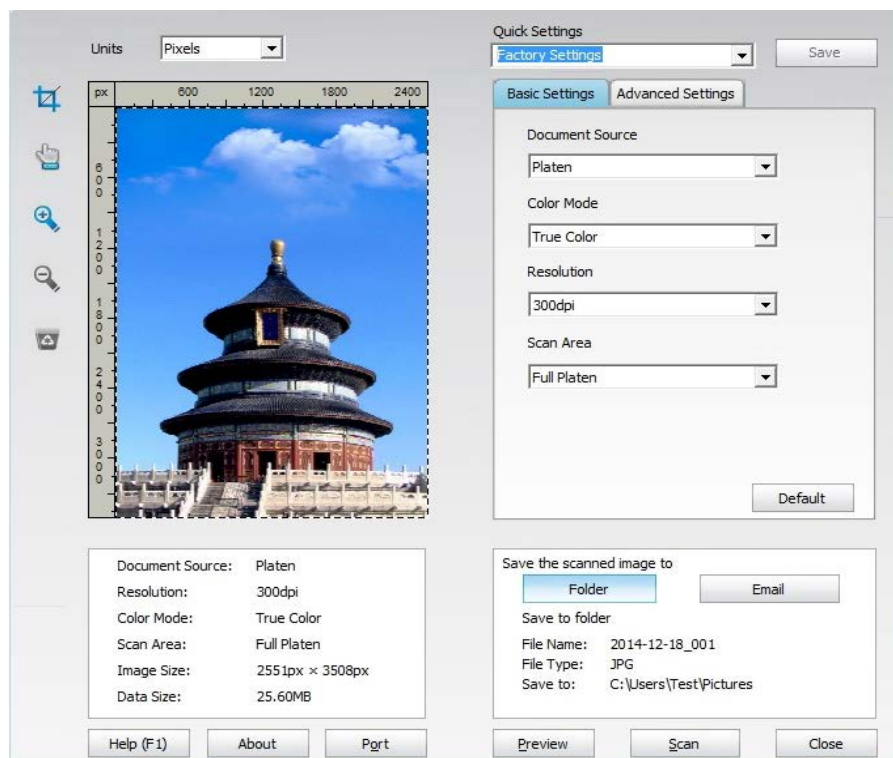 Units
Pixels
Quick Settings
Factory Settings
Save
px 600 1200 1800 2400
600
1200
1800
2400
3000
Basic Settings
Advanced Settings
Document Source
Platen
Color Mode
True Color
Resolution
300dpi
Scan Area
Full Platen
Default
Document Source: Platen
Resolution: 300dpi
Color Mode: True Color
Scan Area: Full Platen
Image Size: 2551px × 3508px
Data Size: 25.60MB
Save the scanned image to
Folder
Email
Save to folder
File Name: 2014-12-18_001
File Type: JPG
Save to: C:\Users\Test\Pictures
Help (F1)
About
Port
Preview
Scan
Close